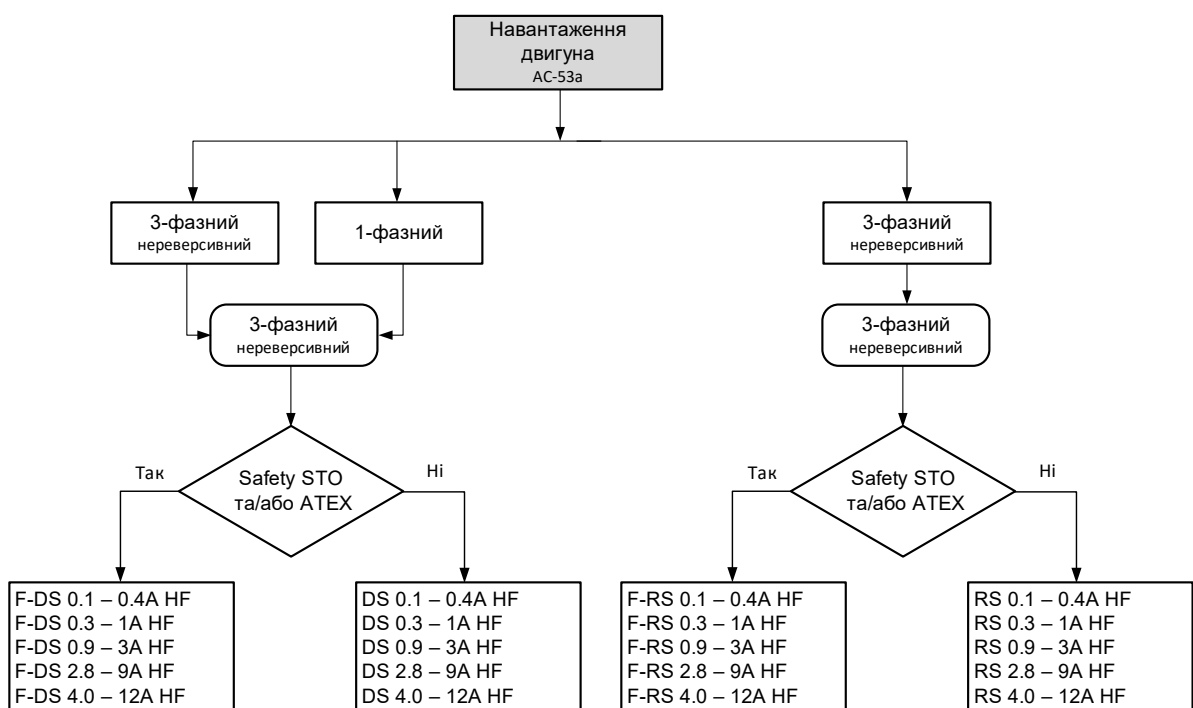 Навантаження
двигуна
AC-53a
3-фазний
нереверсивний
1-фазний
3-фазний
нереверсивний
3-фазний
нереверсивний
3-фазний
нереверсивний
Так
Safety STO
та/або ATEX
Ні
Так
Safety STO
та/або ATEX
Ні
F-DS 0.1 – 0.4A HF
F-DS 0.3 – 1A HF
F-DS 0.9 – 3A HF
F-DS 2.8 – 9A HF
F-DS 4.0 – 12A HF
DS 0.1 – 0.4A HF
DS 0.3 – 1A HF
DS 0.9 – 3A HF
DS 2.8 – 9A HF
DS 4.0 – 12A HF
F-RS 0.1 – 0.4A HF
F-RS 0.3 – 1A HF
F-RS 0.9 – 3A HF
F-RS 2.8 – 9A HF
F-RS 4.0 – 12A HF
RS 0.1 – 0.4A HF
RS 0.3 – 1A HF
RS 0.9 – 3A HF
RS 2.8 – 9A HF
RS 4.0 – 12A HF